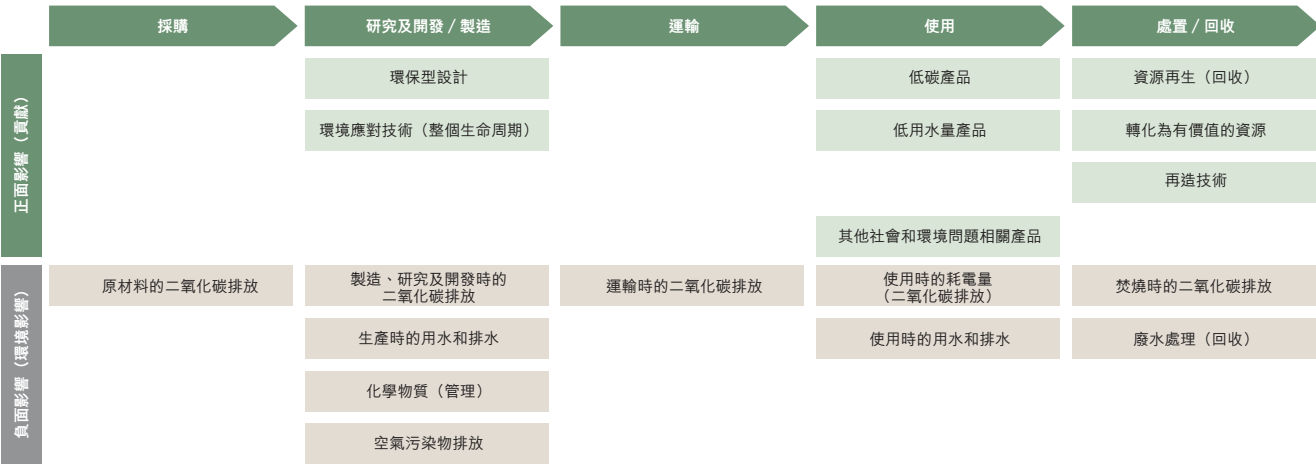 採購
研究及開發／製造
運輸
使用
處置／回收
正面影響（貢獻）
環保型設計
低碳產品
資源再生（回收）
環境應對技術（整個生命周期）
低用水量產品
轉化為有價值的資源
再造技術
其他社會和環境問題相關產品
負面影響（環境影響）
原材料的二氧化碳排放
製造、研究及開發時的
二氧化碳排放
運輸時的二氧化碳排放
使用時的耗電量
（二氧化碳排放）
焚燒時的二氧化碳排放
生產時的用水和排水
使用時的用水和排水
廢水處理（回收）
化學物質（管理）
空氣污染物排放